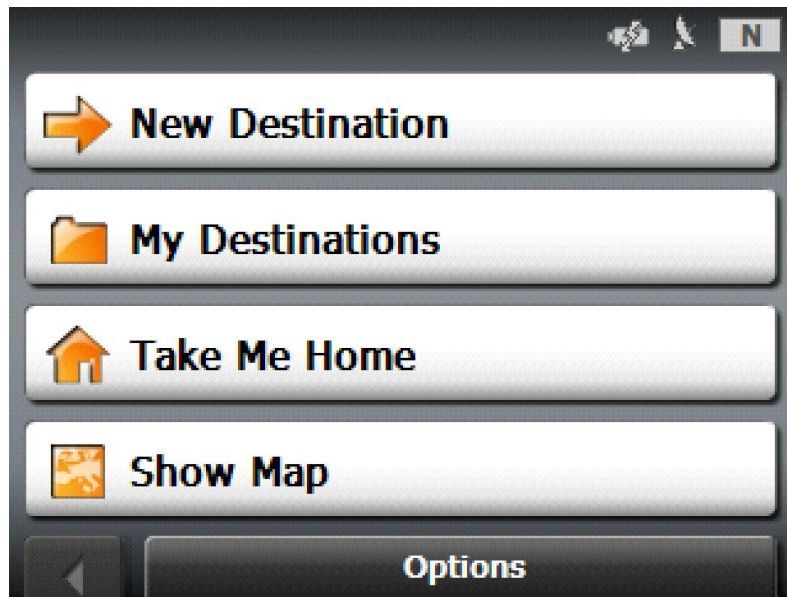 N
New Destination
My Destinations
Take Me Home
Show Map
Options